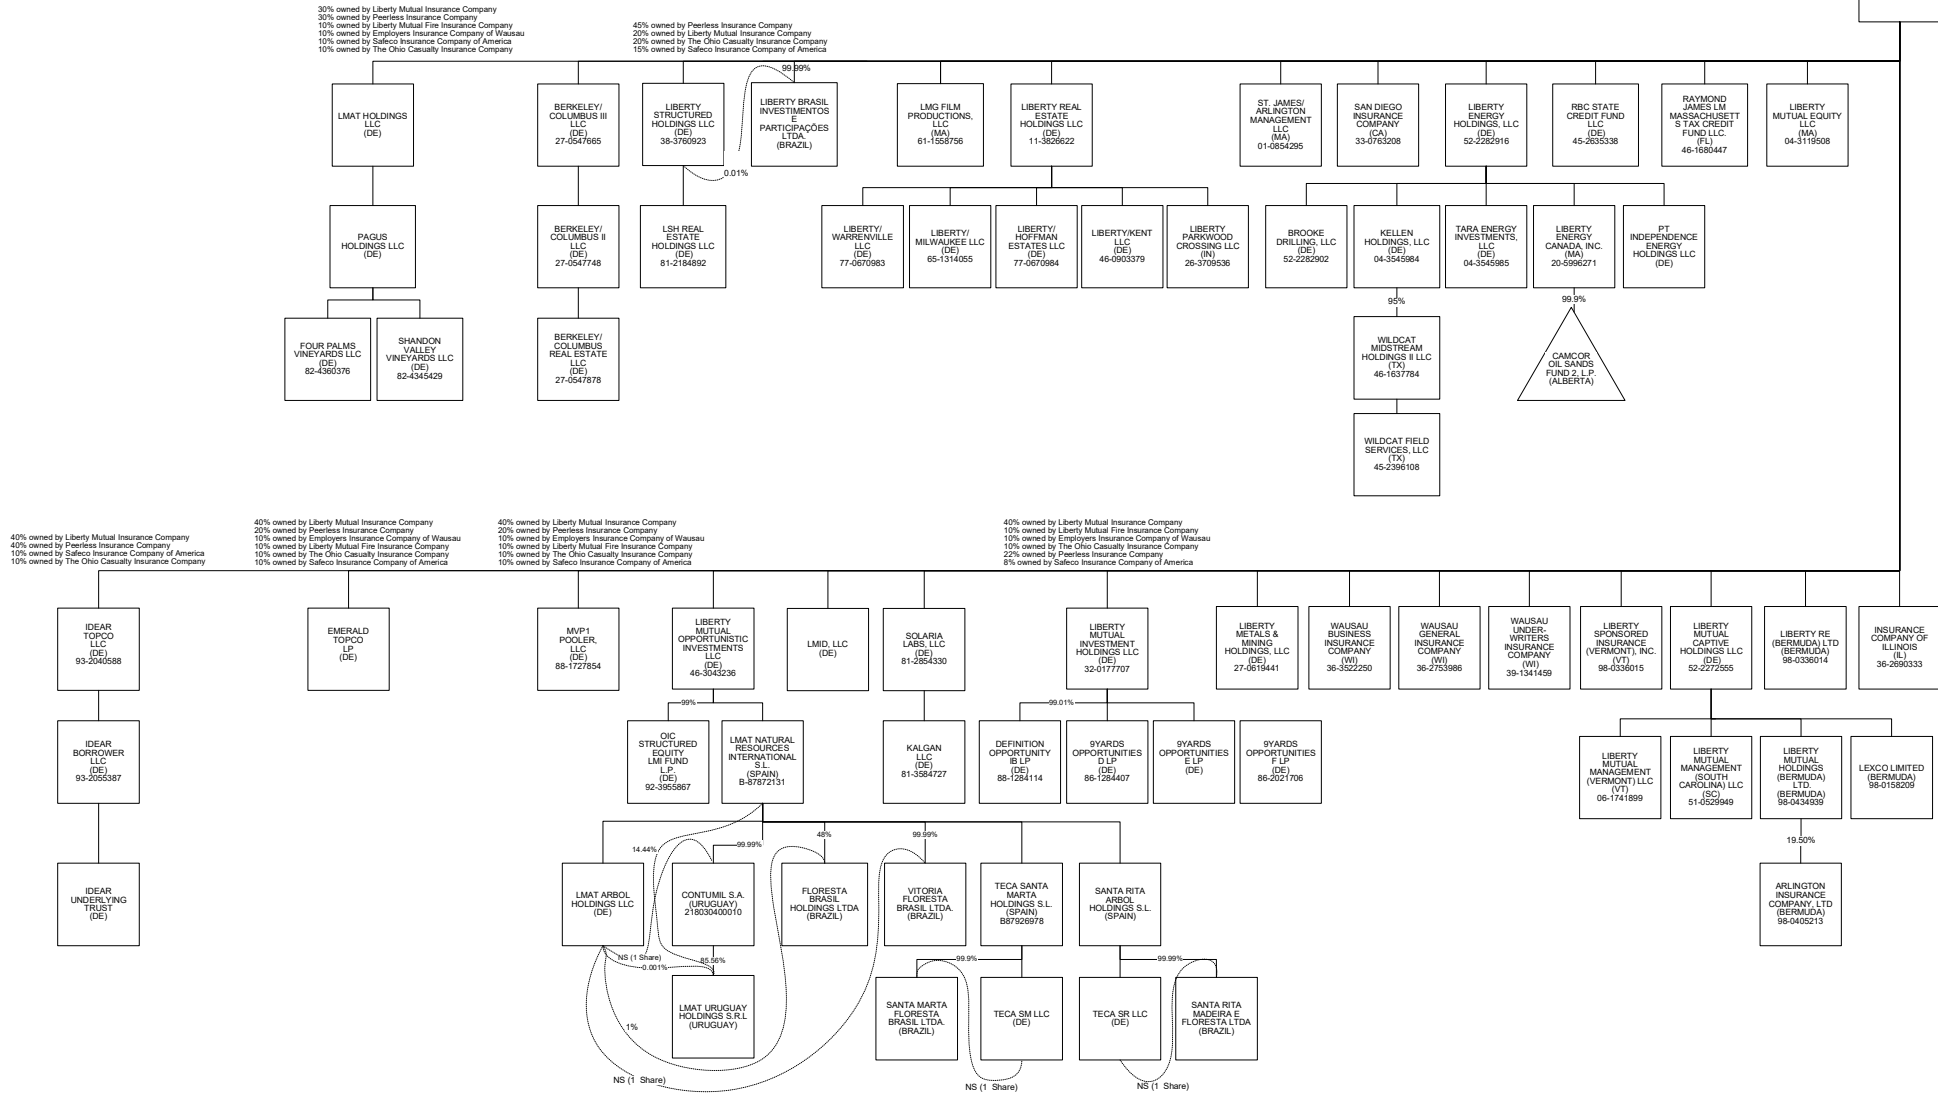 30% owned by Liberty Mutual Insurance Company
30% owned by Peerless Insurance Company
10% owned by Liberty Mutual Fire Insurance Company
10% owned by Employers Insurance Company of Wausau
10% owned by Safeco Insurance Company of America
10% owned by The Ohio Casualty Insurance Company
45% owned by Peerless Insurance Company
20% owned by Liberty Mutual Insurance Company
20% owned by The Ohio Casualty Insurance Company
15% owned by Safeco Insurance Company of America
99.99%
LMAT HOLDINGS
LLC
(DE)
BERKELEY/
COLUMBUS III
LLC
(DE)
27-0547665
LIBERTY
STRUCTURED
HOLDINGS LLC
(DE)
38-3760923
LIBERTY BRASIL
INVESTIMENTOS
E
PARTICIPAÇÕES
LTDA.
(BRAZIL)
LMG FILM
PRODUCTIONS,
LLC
(MA)
61-1558756
LIBERTY REAL
ESTATE
HOLDINGS LLC
(DE)
11-3826622
ST. JAMES/
ARLINGTON
MANAGEMENT
LLC
(MA)
01-0854295
SAN DIEGO
INSURANCE
COMPANY
(CA)
33-0763208
LIBERTY
ENERGY
HOLDINGS, LLC
(DE)
52-2282916
RBC STATE
CREDIT FUND
LLC
(DE)
45-2635338
RAYMOND
JAMES LM
MASSACHUSETT
S TAX CREDIT
FUND LLC.
(FL)
46-1680447
LIBERTY
MUTUAL EQUITY
LLC
(MA)
04-3119508
0.01%
PAGUS
HOLDINGS LLC
(DE)
BERKELEY/
COLUMBUS II
LLC
(DE)
27-0547748
LSH REAL
ESTATE
HOLDINGS LLC
(DE)
81-2184892
LIBERTY/
WARRENVILLE
LLC
(DE)
77-0670983
LIBERTY/
MILWAUKEE LLC
(DE)
65-1314055
LIBERTY/
HOFFMAN
ESTATES LLC
(DE)
77-0670984
LIBERTY/KENT
LLC
(DE)
46-0903379
LIBERTY
PARKWOOD
CROSSING LLC
(IN)
26-3709536
BROOKE
DRILLING, LLC
(DE)
52-2282902
KELLEN
HOLDINGS, LLC
(DE)
04-3545984
TARA ENERGY
INVESTMENTS,
LLC
(DE)
04-3545985
LIBERTY
ENERGY
CANADA, INC.
(MA)
20-5996271
PT
INDEPENDENCE
ENERGY
HOLDINGS LLC
(DE)
95%
99.9%
FOUR PALMS
VINEYARDS LLC
(DE)
82-4360376
SHANDON
VALLEY
VINEYARDS LLC
(DE)
82-4345429
BERKELEY/
COLUMBUS
REAL ESTATE
LLC
(DE)
27-0547878
WILDCAT
MIDSTREAM
HOLDINGS II LLC
(TX)
46-1637784
CAMCOR
OIL SANDS
FUND 2, L.P.
(ALBERTA)
WILDCAT FIELD
SERVICES, LLC
(TX)
45-2396108
40% owned by Liberty Mutual Insurance Company
40% owned by Peerless Insurance Company
10% owned by Safeco Insurance Company of America
10% owned by The Ohio Casualty Insurance Company
40% owned by Liberty Mutual Insurance Company
20% owned by Peerless Insurance Company
10% owned by Employers Insurance Company of Wausau
10% owned by Liberty Mutual Fire Insurance Company
10% owned by The Ohio Casualty Insurance Company
10% owned by Safeco Insurance Company of America
40% owned by Liberty Mutual Insurance Company
20% owned by Peerless Insurance Company
10% owned by Employers Insurance Company of Wausau
10% owned by Liberty Mutual Fire Insurance Company
10% owned by The Ohio Casualty Insurance Company
10% owned by Safeco Insurance Company of America
40% owned by Liberty Mutual Insurance Company
10% owned by Liberty Mutual Fire Insurance Company
10% owned by Employers Insurance Company of Wausau
10% owned by The Ohio Casualty Insurance Company
22% owned by Peerless Insurance Company
8% owned by Safeco Insurance Company of America
IDEAR
TOPCO
LLC
(DE)
93-2040588
EMERALD
TOPCO
LP
(DE)
MVP1
POOLER,
LLC
(DE)
88-1727854
LIBERTY
MUTUAL
OPPORTUNISTIC
INVESTMENTS
LLC
(DE)
46-3043236
LMID, LLC
(DE)
SOLARIA
LABS, LLC
(DE)
81-2854330
LIBERTY
MUTUAL
INVESTMENT
HOLDINGS LLC
(DE)
32-0177707
LIBERTY
METALS &
MINING
HOLDINGS, LLC
(DE)
27-0619441
WAUSAU
BUSINESS
INSURANCE
COMPANY
(WI)
36-3522250
WAUSAU
GENERAL
INSURANCE
COMPANY
(WI)
36-2753986
WAUSAU
UNDER-
WRITERS
INSURANCE
COMPANY
(WI)
39-1341459
LIBERTY
SPONSORED
INSURANCE
(VERMONT), INC.
(VT)
98-0336015
LIBERTY
MUTUAL
CAPTIVE
HOLDINGS LLC
(DE)
52-2272555
LIBERTY RE
(BERMUDA) LTD
(BERMUDA)
98-0336014
INSURANCE
COMPANY OF
ILLINOIS
(IL)
36-2690333
99%
99.01%
IDEAR
BORROWER
LLC
(DE)
93-2055387
OIC
STRUCTURED
EQUITY
LMI FUND
L.P.
(DE)
92-3955867
LMAT NATURAL
RESOURCES
INTERNATIONAL
S.L.
(SPAIN)
B-87872131
KALGAN
LLC
(DE)
81-3584727
DEFINITION
OPPORTUNITY
IB LP
(DE)
88-1284114
9YARDS
OPPORTUNITIES
D LP
(DE)
86-1284407
9YARDS
OPPORTUNITIES
E LP
(DE)
9YARDS
OPPORTUNITIES
F LP
(DE)
86-2021706
LIBERTY
MUTUAL
MANAGEMENT
(VERMONT) LLC
(VT)
06-1741899
LIBERTY
MUTUAL
MANAGEMENT
(SOUTH
CAROLINA) LLC
(SC)
51-0529949
LIBERTY
MUTUAL
HOLDINGS
(BERMUDA)
LTD.
(BERMUDA)
98-0434939
LEXCO LIMITED
(BERMUDA)
98-0158209
14.44%
99.99%
48%
99.99%
19.50%
IDEAR
UNDERLYING
TRUST
(DE)
LMAT ARBOL
HOLDINGS LLC
(DE)
CONTUMIL S.A.
(URUGUAY)
218030400010
FLORESTA
BRASIL
HOLDINGS LTDA
(BRAZIL)
VITORIA
FLORESTA
BRASIL LTDA.
(BRAZIL)
TECA SANTA
MARTA
HOLDINGS S.L.
(SPAIN)
B87926978
SANTA RITA
ARBOL
HOLDINGS S.L.
(SPAIN)
ARLINGTON
INSURANCE
COMPANY, LTD
(BERMUDA)
98-0405213
NS (1 Share)
0.001%
85.56%
99.9%
99.99%
LMAT URUGUAY
HOLDINGS S.R.L
(URUGUAY)
SANTA MARTA
FLORESTA
BRASIL LTDA.
(BRAZIL)
TECA SM LLC
(DE)
TECA SR LLC
(DE)
SANTA RITA
MADEIRA E
FLORESTA LTDA
(BRAZIL)
1%
NS (1 Share)
NS (1 Share)
NS (1 Share)